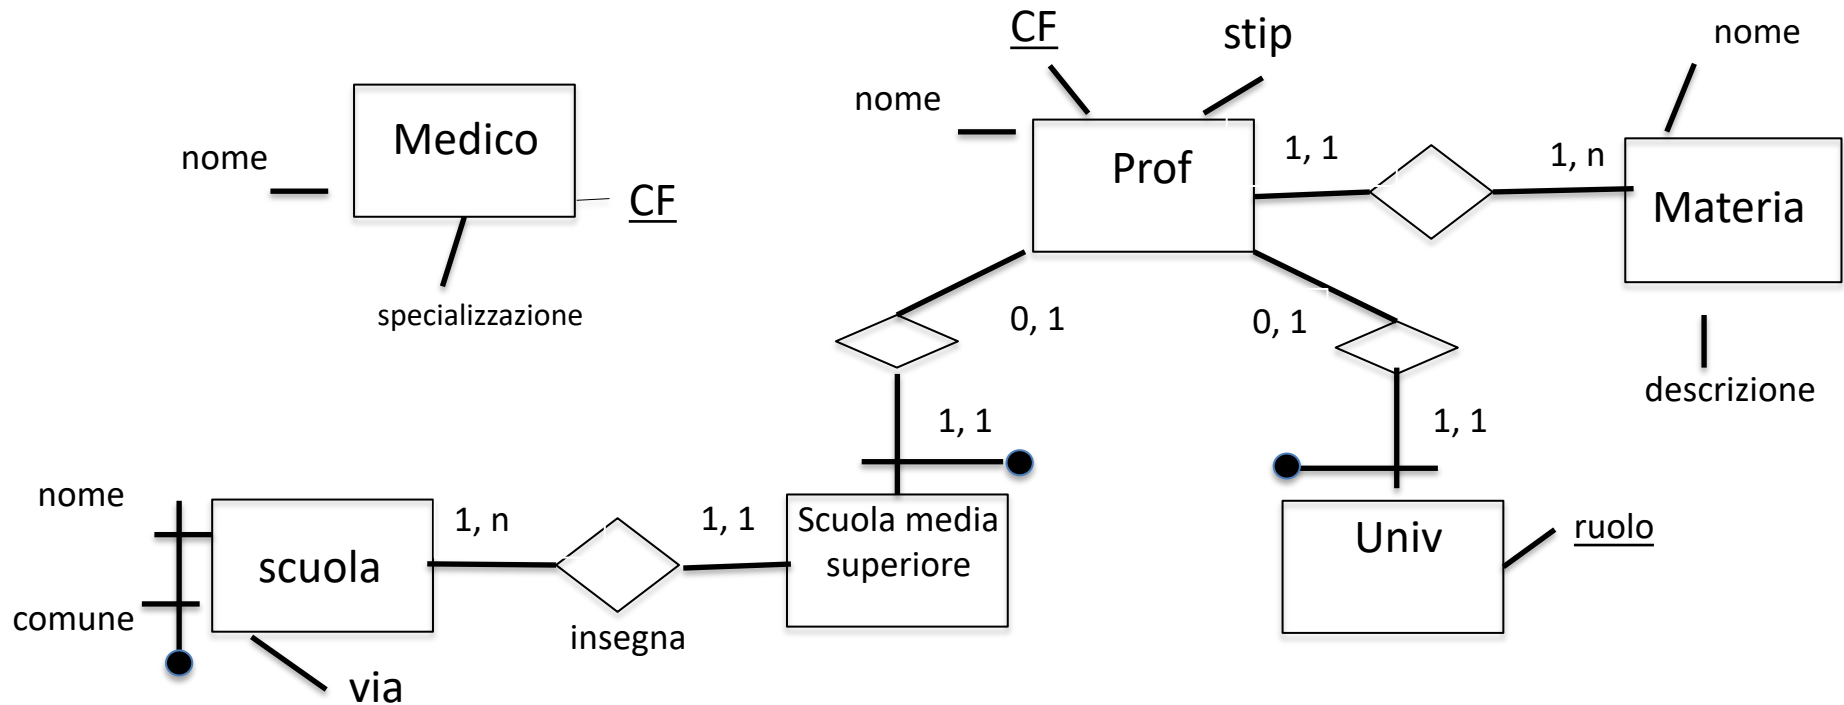 CF
stip
nome
nome
Medico
Prof
1, 1
1, n
nome
CF
Materia
specializzazione
0, 1
0, 1
descrizione
1, 1
1, 1
nome
1, n
1, 1
Scuola media
superiore
Univ
ruolo
scuola
comune
insegna
via